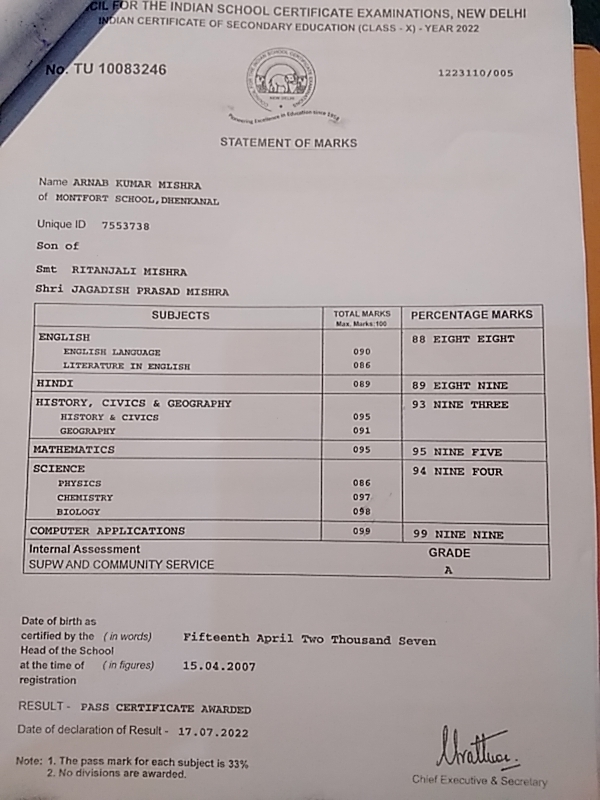 CIL FOR THE INDIAN SCHOOL CERTIFICATE EXAMINATIONS, NEW DELHI
INDIAN CERTIFICATE OF SECONDARY EDUCATION (CLASS - X) - YEAR 2022
No. TU 10083246
1223110/005
NEW DELHI
Pioneering Excellence in Education since 1958
STATEMENT OF MARKS
Name ARNAB KUMAR MISHRA
of MONTFORT SCHOOL, DHENKANAL
Unique ID 7553738
Son of
Smt RITANJALI MISHRA
Shri JAGADISH PRASAD MISHRA
SUBJECTS TOTAL MARKS Max. Marks:100 PERCENTAGE MARKS
ENGLISH 88 EIGHT EIGHT
ENGLISH LANGUAGE 090
LITERATURE IN ENGLISH 086
HINDI 089 89 EIGHT NINE
HISTORY, CIVICS & GEOGRAPHY 93 NINE THREE
HISTORY & CIVICS 095
GEOGRAPHY 091
MATHEMATICS 095 95 NINE FIVE
SCIENCE 94 NINE FOUR
PHYSICS 086
CHEMISTRY 097
BIOLOGY 098
COMPUTER APPLICATIONS 099 99 NINE NINE
Internal Assessment GRADE
SUPW AND COMMUNITY SERVICE A
Date of birth as
certified by the (in words) Fifteenth April Two Thousand Seven
Head of the School
at the time of (in figures) 15.04.2007
registration
RESULT - PASS CERTIFICATE AWARDED
Date of declaration of Result - 17.07.2022
Note: 1. The pass mark for each subject is 33%
2. No divisions are awarded.
Chief Executive & Secretary